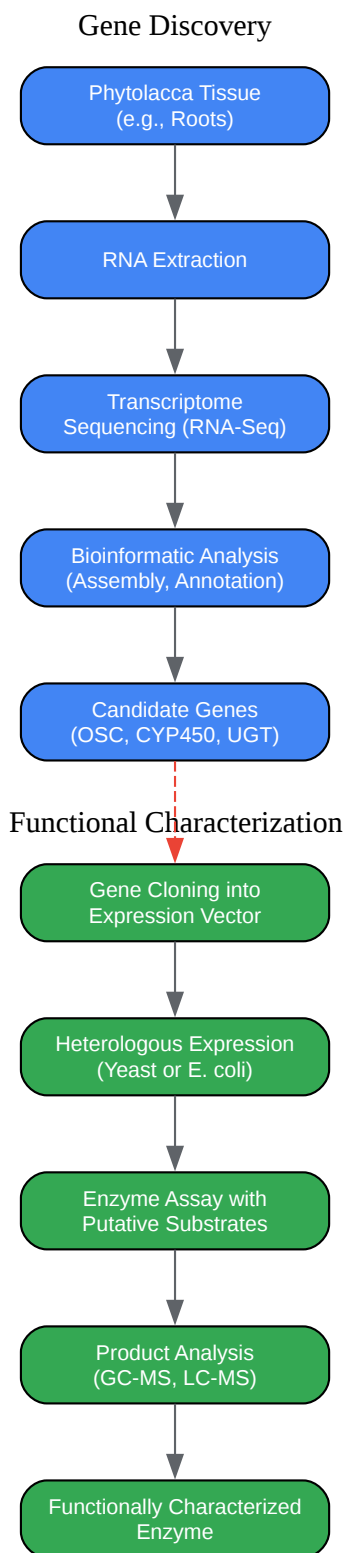 Gene Discovery
Phytolacca Tissue
(e.g., Roots)
RNA Extraction
Transcriptome
Sequencing (RNA-Seq)
Bioinformatic Analysis
(Assembly, Annotation)
Candidate Genes
(OSC, CYP450, UGT)
Functional Characterization
Gene Cloning into
Expression Vector
Heterologous Expression
(Yeast or E. coli)
Enzyme Assay with
Putative Substrates
Product Analysis
(GC-MS, LC-MS)
Functionally Characterized
Enzyme